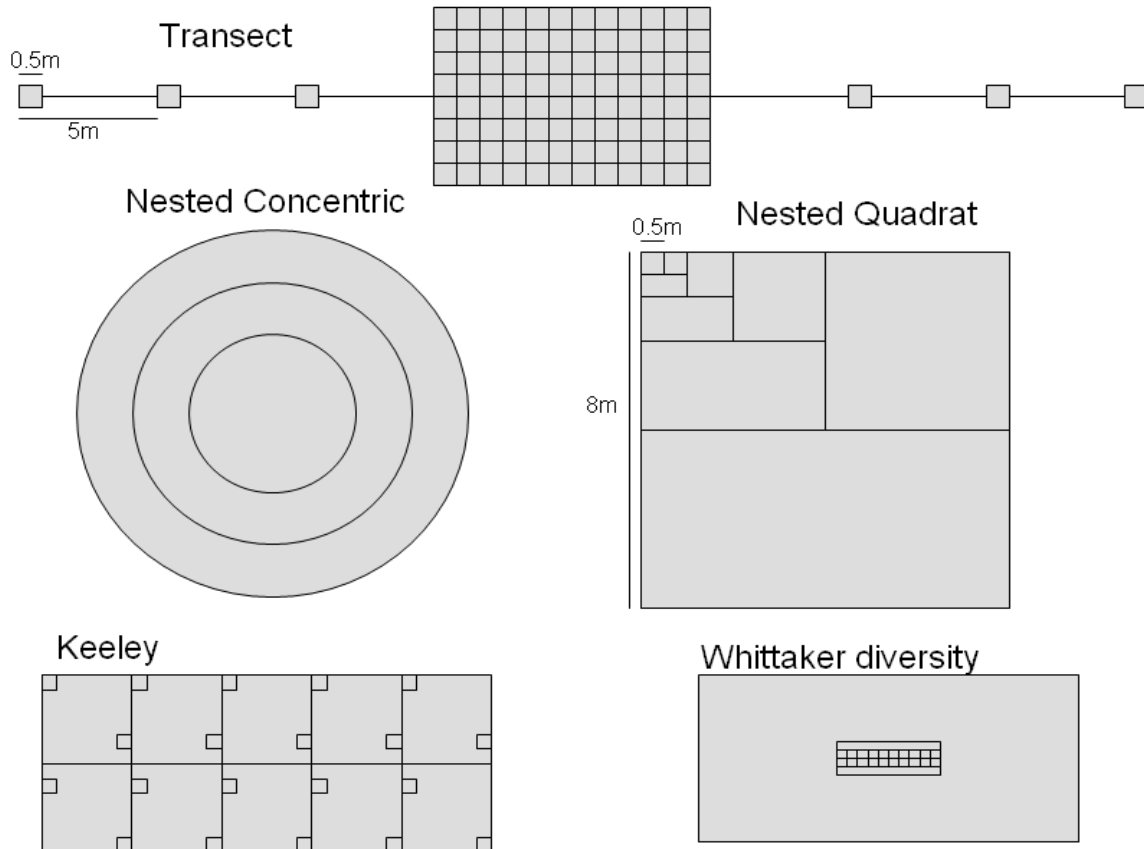 Transect
0.5m
5m
Nested Concentric
Nested Quadrat
0.5m
8m
Keeley
Whittaker diversity